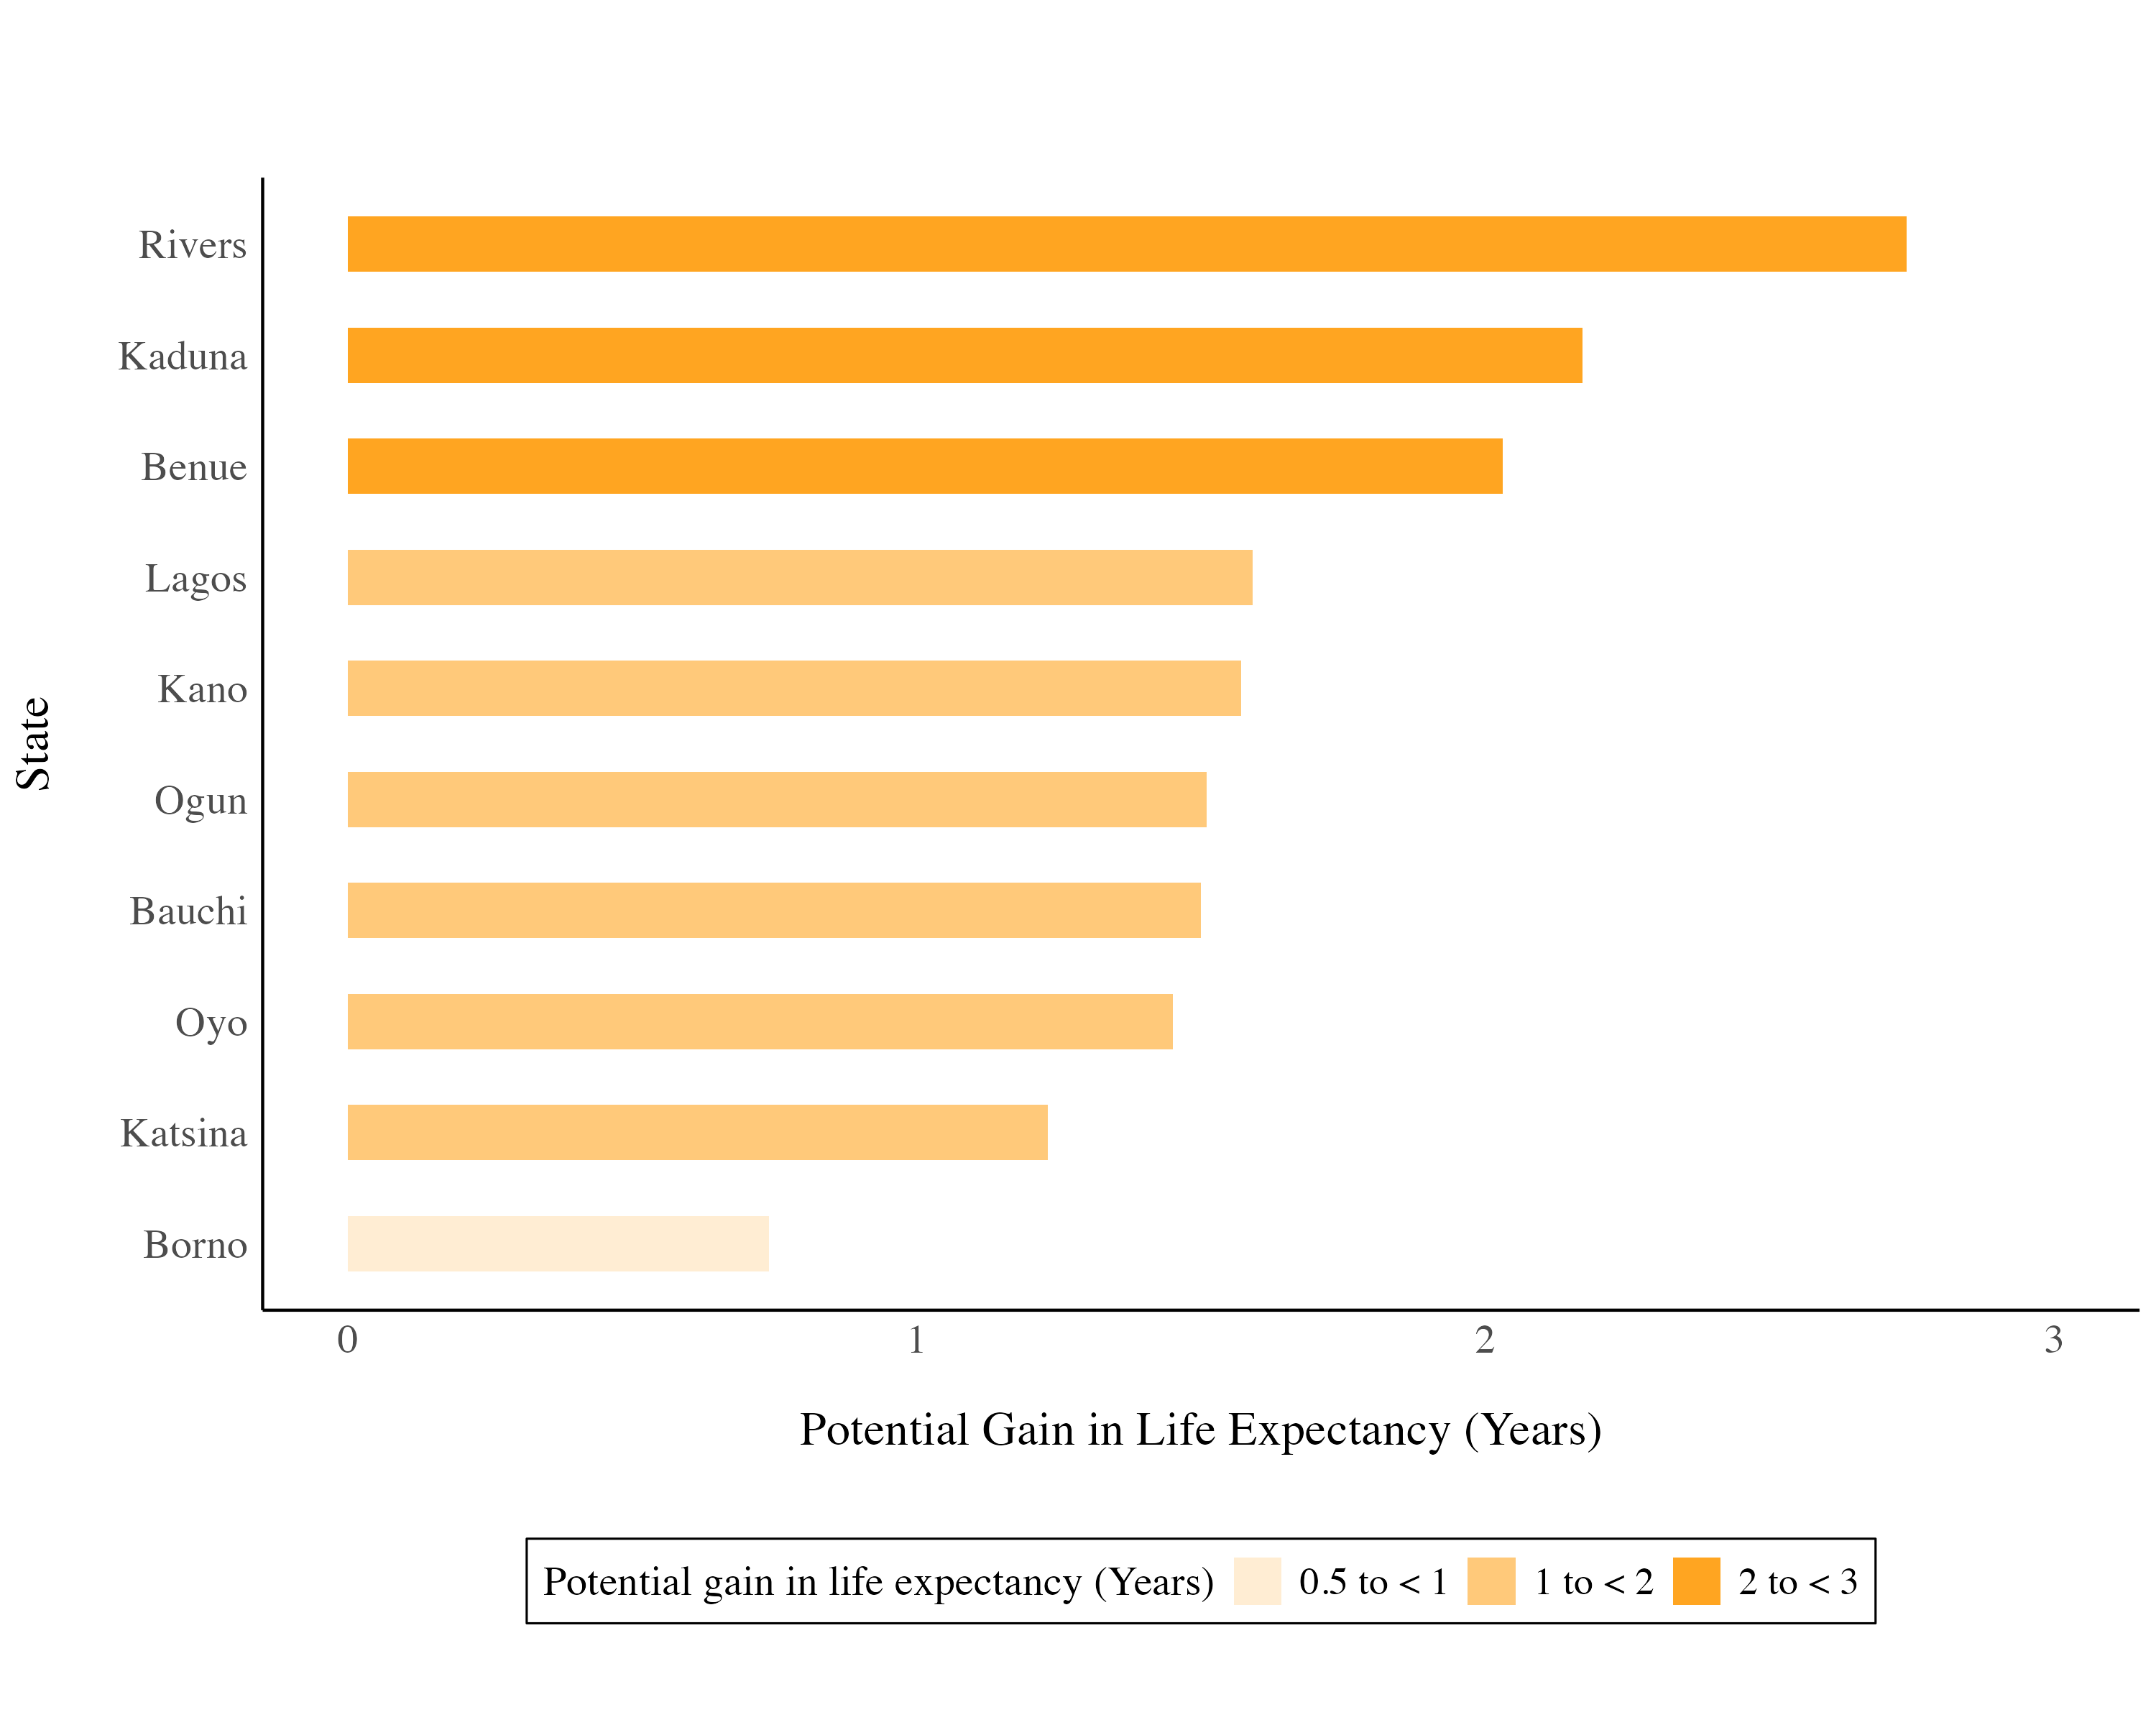 Rivers
Kaduna
Benue
Lagos
Kano
Ogun
Bauchi
Oyo
Katsina
Borno
State
0 1 2 3
Potential Gain in Life Expectancy (Years)
Potential gain in life expectancy (Years) 0.5 to < 1 1 to < 2 2 to < 3